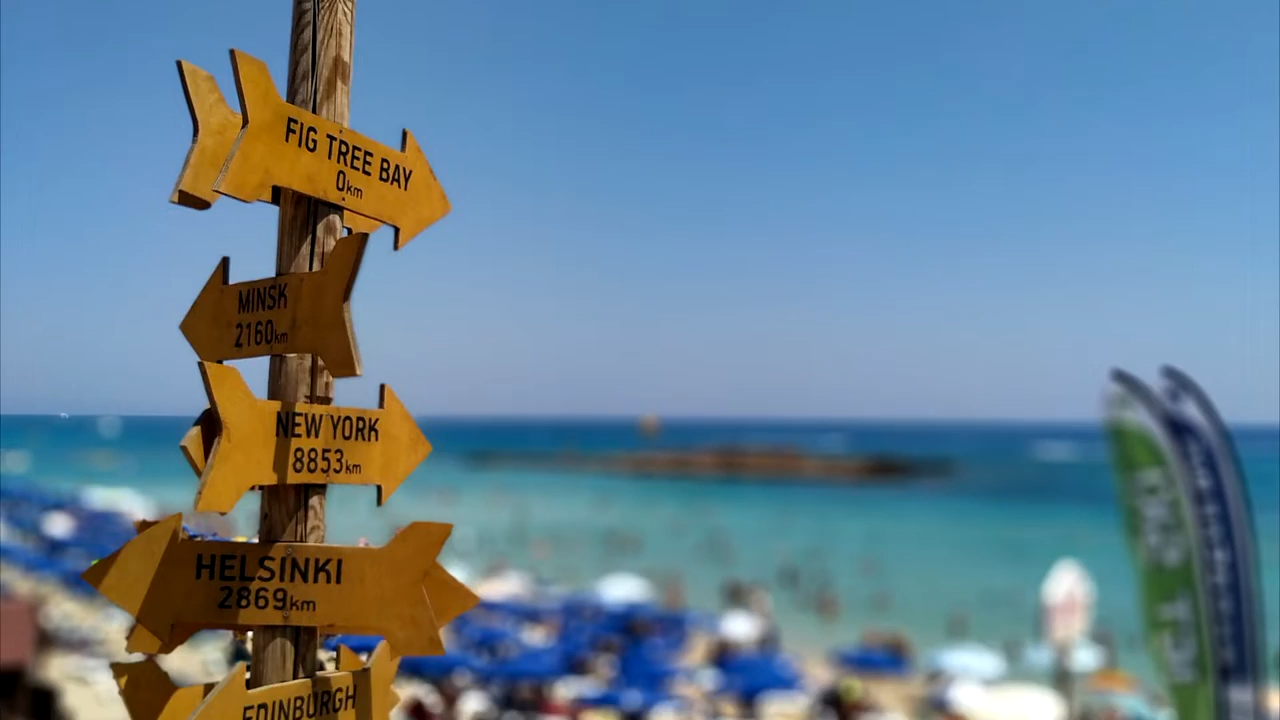 FIG TREE BAY
0km
MINSK
2160km
NEW YORK
8853km
HELSINKI
2869km
EDINBURGH